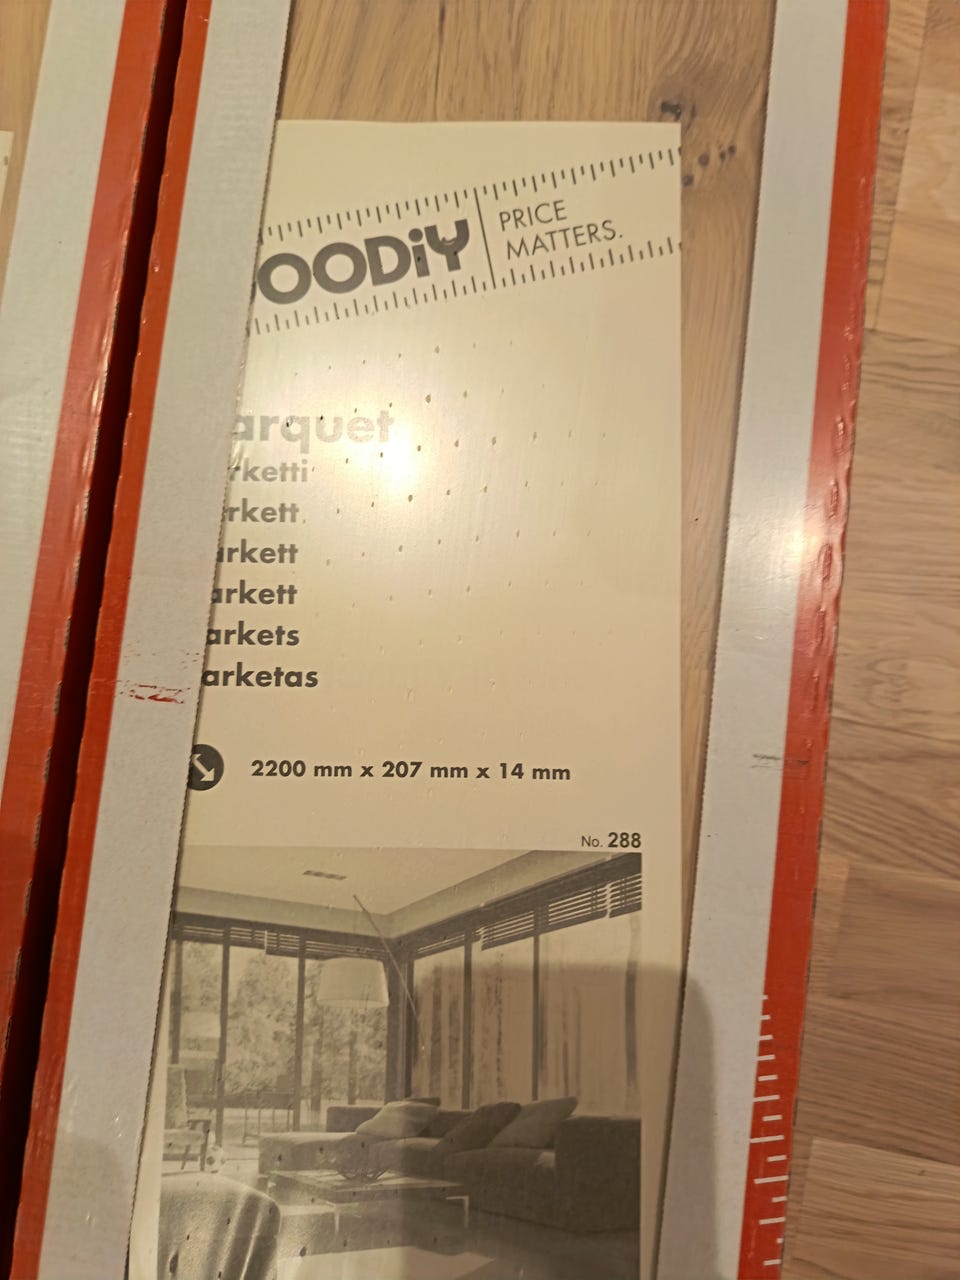 OODiY
PRICE
MATTERS.
arquet
rketti
rkett
arkett
arkett
arkets
arketas
2200 mm x 207 mm x 14 mm
No. 288